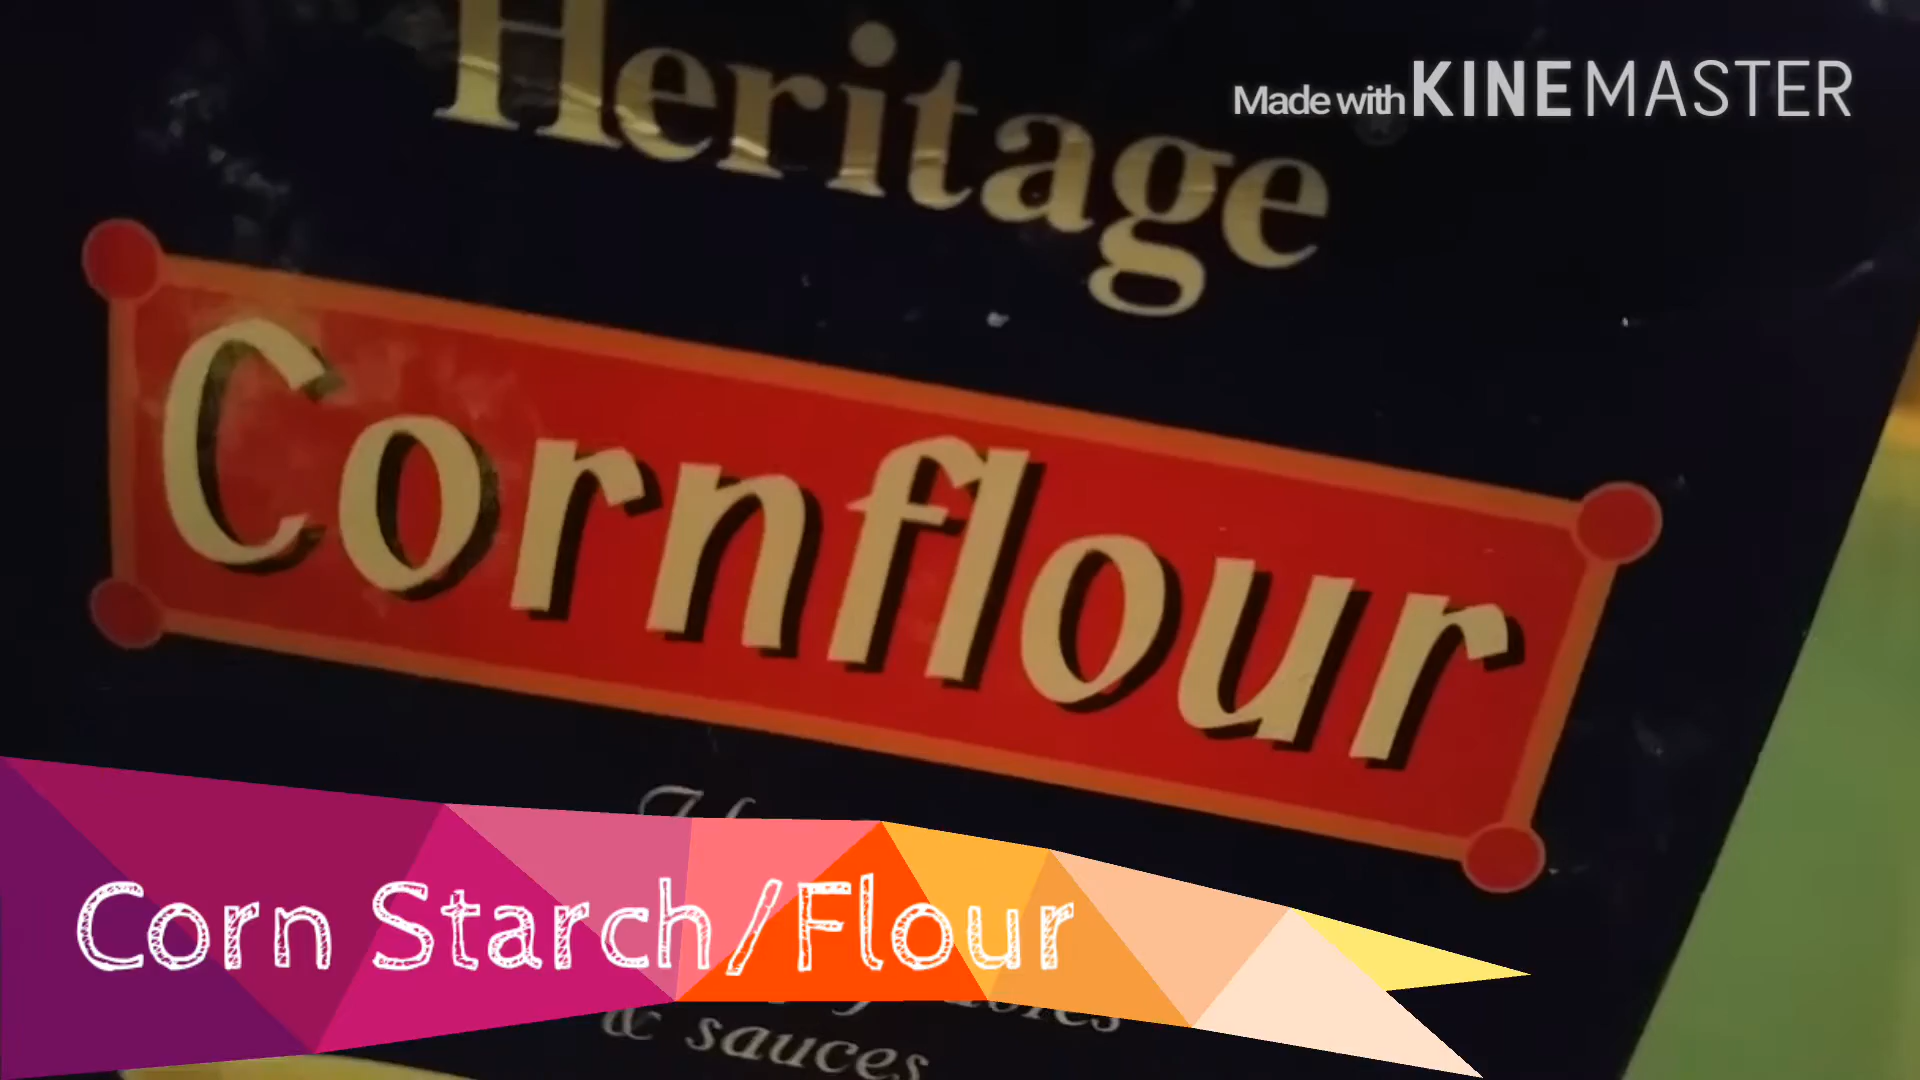 Heritage
Made with KINEMASTER
Cornflour
Corn Starch/Flour
& sauces